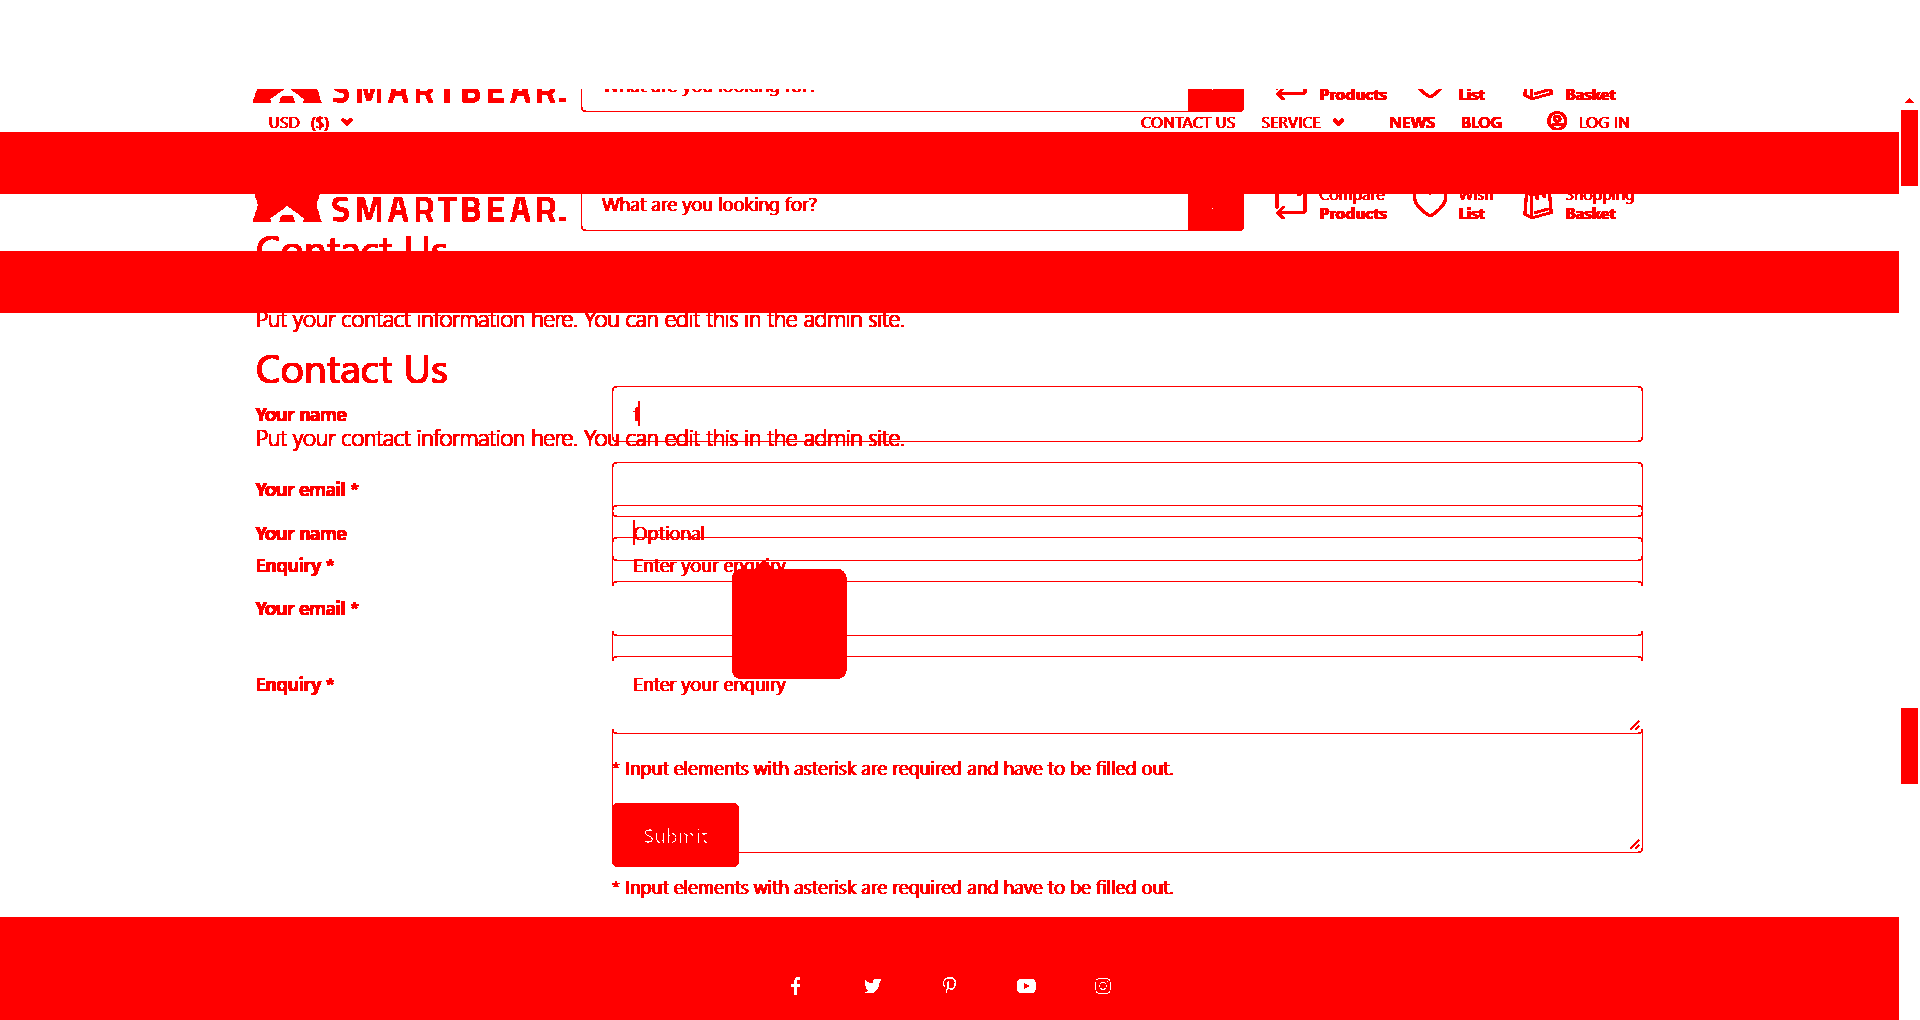 SMARTBEAR.
What are you looking for?
Products
List
Basket
USD ($)
CONTACT US
SERVICE
NEWS
BLOG
LOG IN
SMARTBEAR.
What are you looking for?
Compare
Products
Wish
List
Shopping
Basket
Contact Us
Put your contact information here. You can edit this in the admin site.
Contact Us
Your name
Put your contact information here. You can edit this in the admin site.
Your email *
Your name
Optional
Enquiry *
Enter your enquiry
Your email *
Enquiry *
Enter your enquiry
* Input elements with asterisk are required and have to be filled out.
Submit
* Input elements with asterisk are required and have to be filled out.